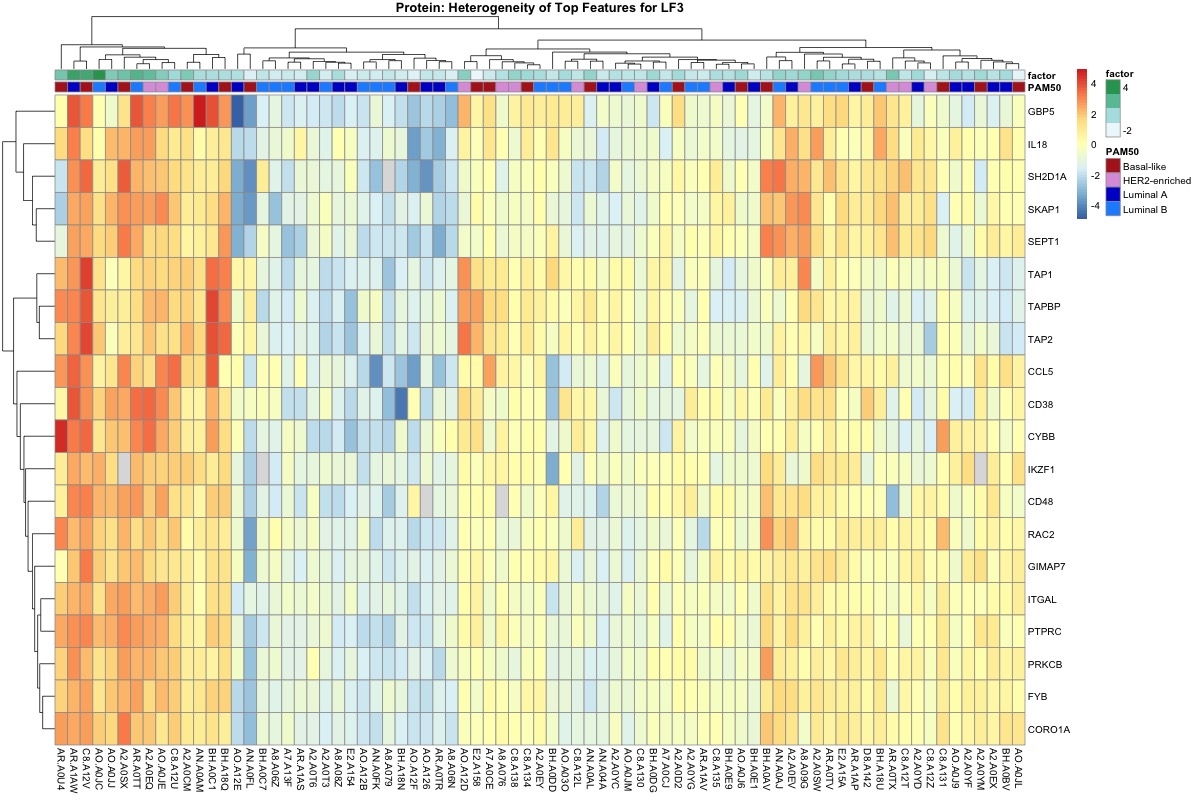 Protein: Heterogeneity of Top Features for LF3
factor
PAM50
GBP5
IL18
SH2D1A
SKAP1
SEPT1
TAP1
TAPBP
TAP2
CCL5
CD38
CYBB
IKZF1
CD48
RAC2
GIMAP7
ITGAL
PTPRC
PRKCB
FYB
CORO1A
4
2
0
-2
-4
factor
4
-2
PAM50
Basal-like
HER2-enriched
Luminal A
Luminal B
AR.A0U4
AR.A1AW
C8.A12V
AO.A0JC
AO.A0JJ
A2.A0SX
AR.A0TT
A2.A0EQ
AO.A0JE
C8.A12U
A2.A0CM
AN.A0AM
BH.A0C1
BH.A18Q
AO.A12E
AN.A0FL
BH.A0C7
A8.A06Z
A7.A13F
AR.A1AS
A2.A0T6
A2.A0T3
A8.A08Z
E2.A154
AO.A12B
AN.A0FK
A8.A079
BH.A18N
AO.A12F
AO.A126
AR.A0TR
A8.A06N
AO.A12D
E2.A158
A7.A0CE
A8.A076
C8.A138
C8.A134
A2.A0EY
BH.A0DD
AO.A03O
C8.A12L
AN.A0AL
AN.A04A
A2.A0YC
AO.A0JM
C8.A130
BH.A0DG
A7.A0CJ
A2.A0D2
A2.A0YG
AR.A1AV
C8.A135
BH.A0E9
BH.A0E1
BH.A0AV
AN.A0AJ
A2.A0EV
A8.A09G
A2.A0SW
AR.A0TV
E2.A15A
AR.A1AP
D8.A142
BH.A18U
AR.A0TX
C8.A12T
A2.A0YD
C8.A12Z
C8.A131
AO.A0J9
A2.A0YF
A2.A0YM
A2.A0EX
BH.A0BV
AO.A0JL